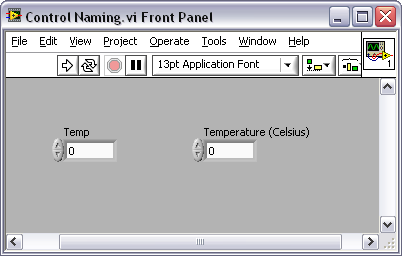 Control Naming.vi Front Panel
File Edit View Project Operate Tools Window Help
13pt Application Font
1
Temp Temperature (Celsius)
0 0